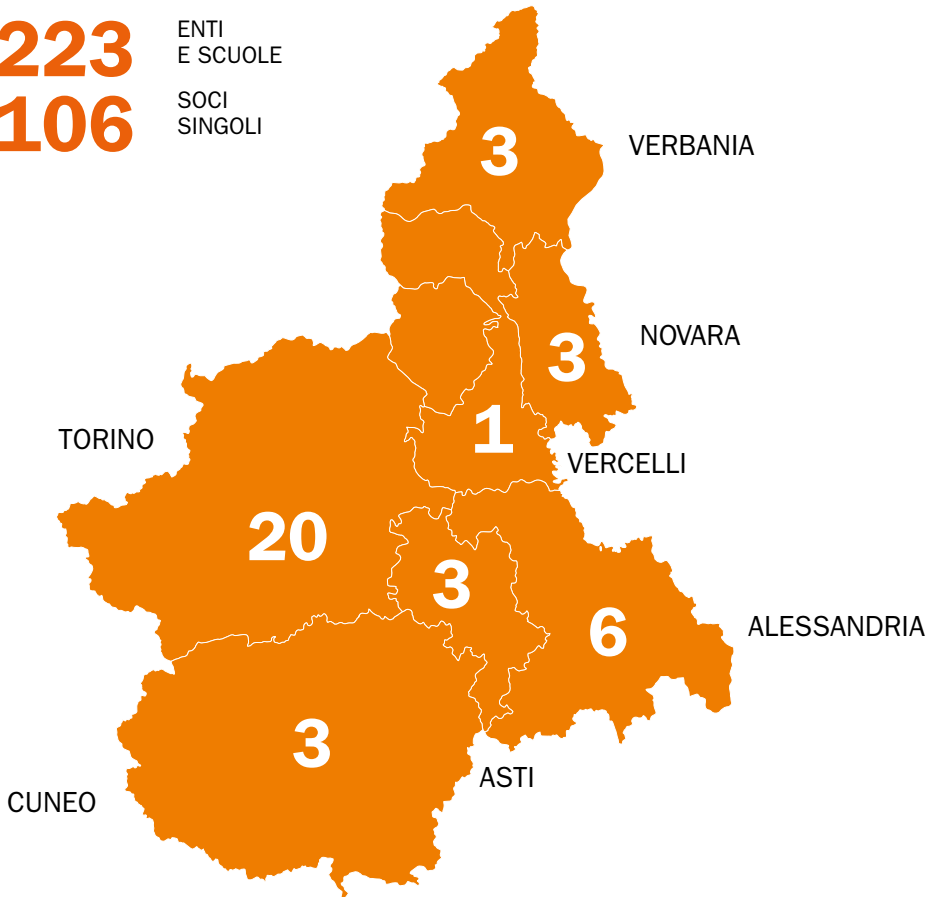 223
ENTI
E SCUOLE
106
SOCI
SINGOLI
3
VERBANIA
3
NOVARA
1
VERCELLI
TORINO
20
3
6
ALESSANDRIA
3
ASTI
CUNEO